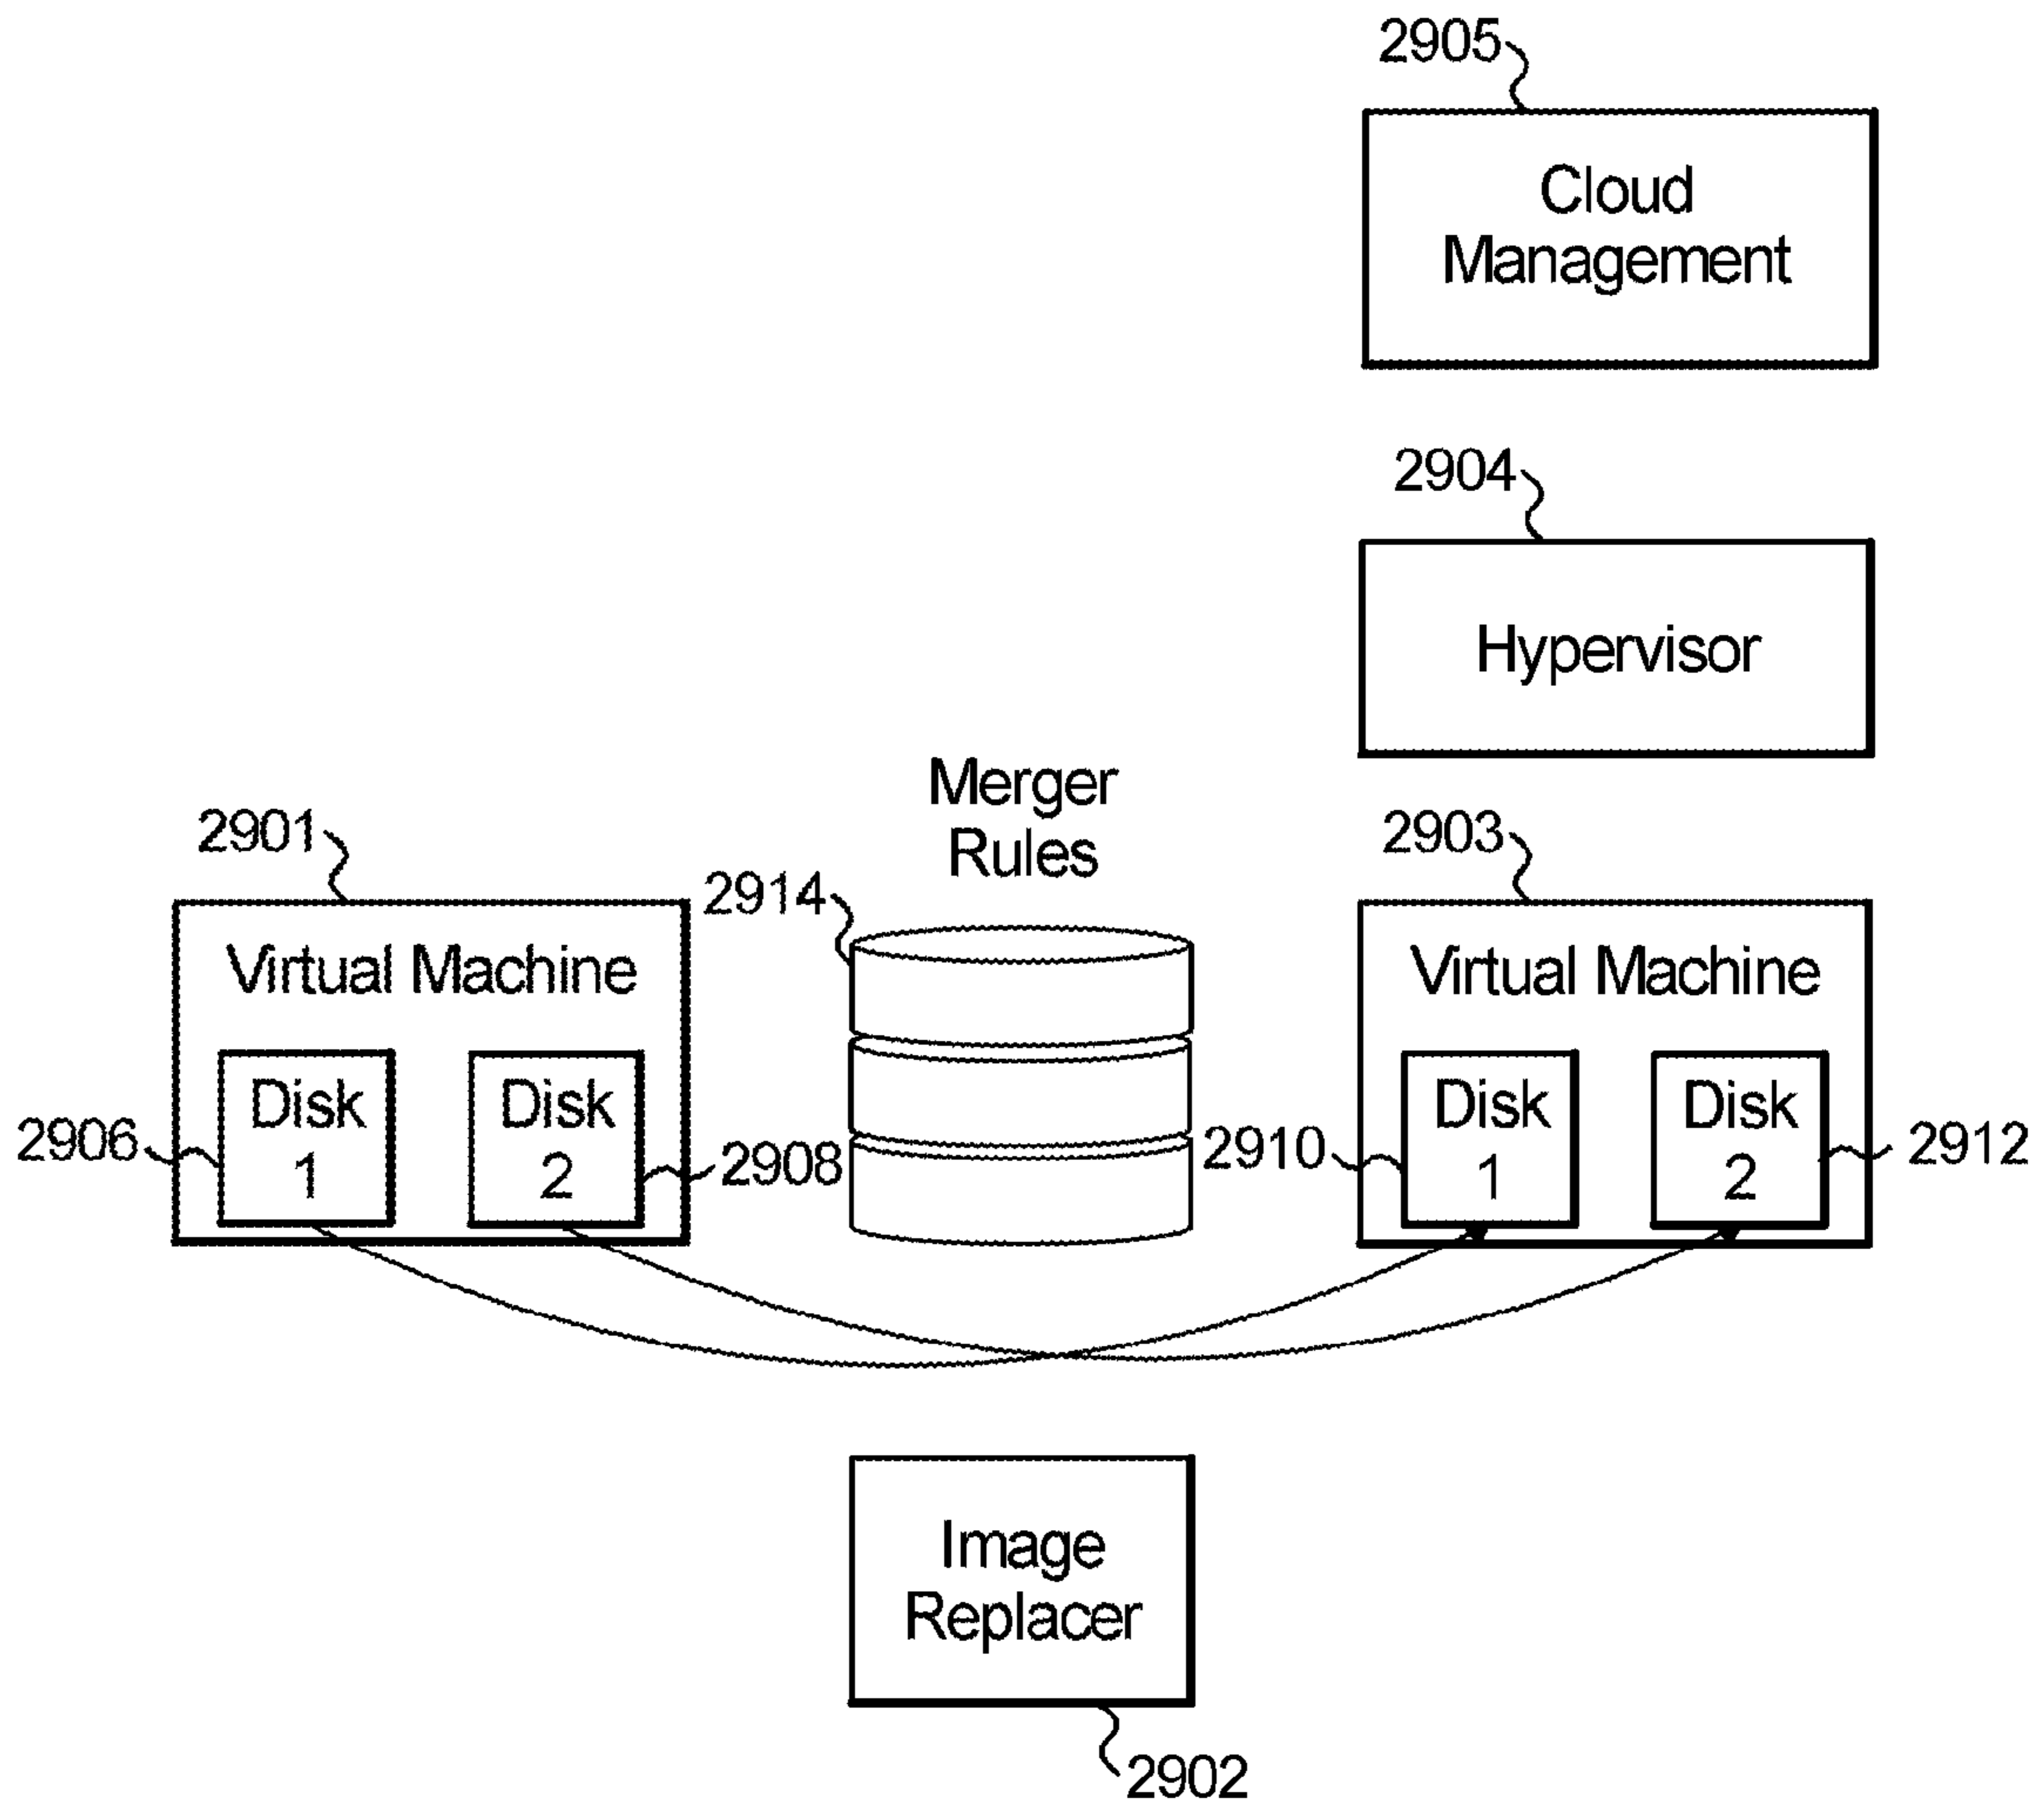 2905
Cloud
Management
2904
Hypervisor
Merger
Rules
2901
2914
2903
Virtual Machine
Virtual Machine
Disk
1
Disk
2
Disk
1
Disk
2
2906
2908
2910
2912
Image
Replacer
2902